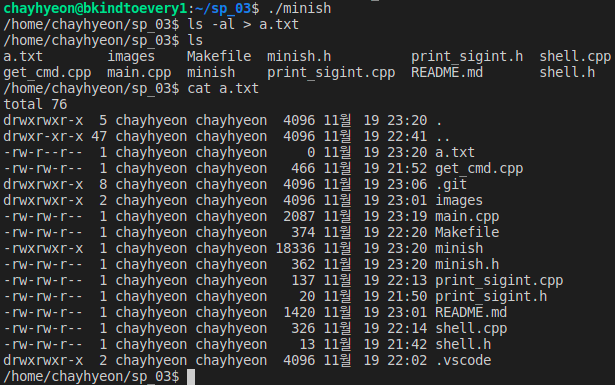 chayhyeon@bkindtoevery1:~/sp_03$ ./minish
/home/chayhyeon/sp_03$ ls -al > a.txt
/home/chayhyeon/sp_03$ ls
a.txt        images    Makefile  minish.h          print_sigint.h  shell.cpp
get_cmd.cpp  main.cpp  minish    print_sigint.cpp  README.md       shell.h
/home/chayhyeon/sp_03$ cat a.txt
total 76
drwxrwxr-x  5 chayhyeon chayhyeon  4096 11월  19 23:20 .
drwxr-xr-x 47 chayhyeon chayhyeon  4096 11월  19 22:41 ..
-rw-r--r--  1 chayhyeon chayhyeon     0 11월  19 23:20 a.txt
-rw-rw-r--  1 chayhyeon chayhyeon   466 11월  19 21:52 get_cmd.cpp
drwxrwxr-x  8 chayhyeon chayhyeon  4096 11월  19 23:06 .git
drwxrwxr-x  2 chayhyeon chayhyeon  4096 11월  19 23:01 images
-rw-rw-r--  1 chayhyeon chayhyeon  2087 11월  19 23:19 main.cpp
-rw-rw-r--  1 chayhyeon chayhyeon   374 11월  19 22:20 Makefile
-rwxrwxr-x  1 chayhyeon chayhyeon 18336 11월  19 23:20 minish
-rw-rw-r--  1 chayhyeon chayhyeon   362 11월  19 23:20 minish.h
-rw-rw-r--  1 chayhyeon chayhyeon   137 11월  19 22:13 print_sigint.cpp
-rw-rw-r--  1 chayhyeon chayhyeon    20 11월  19 21:50 print_sigint.h
-rw-rw-r--  1 chayhyeon chayhyeon  1420 11월  19 23:01 README.md
-rw-rw-r--  1 chayhyeon chayhyeon   326 11월  19 22:14 shell.cpp
-rw-rw-r--  1 chayhyeon chayhyeon    13 11월  19 21:42 shell.h
drwxrwxr-x  2 chayhyeon chayhyeon  4096 11월  19 22:02 .vscode
/home/chayhyeon/sp_03$